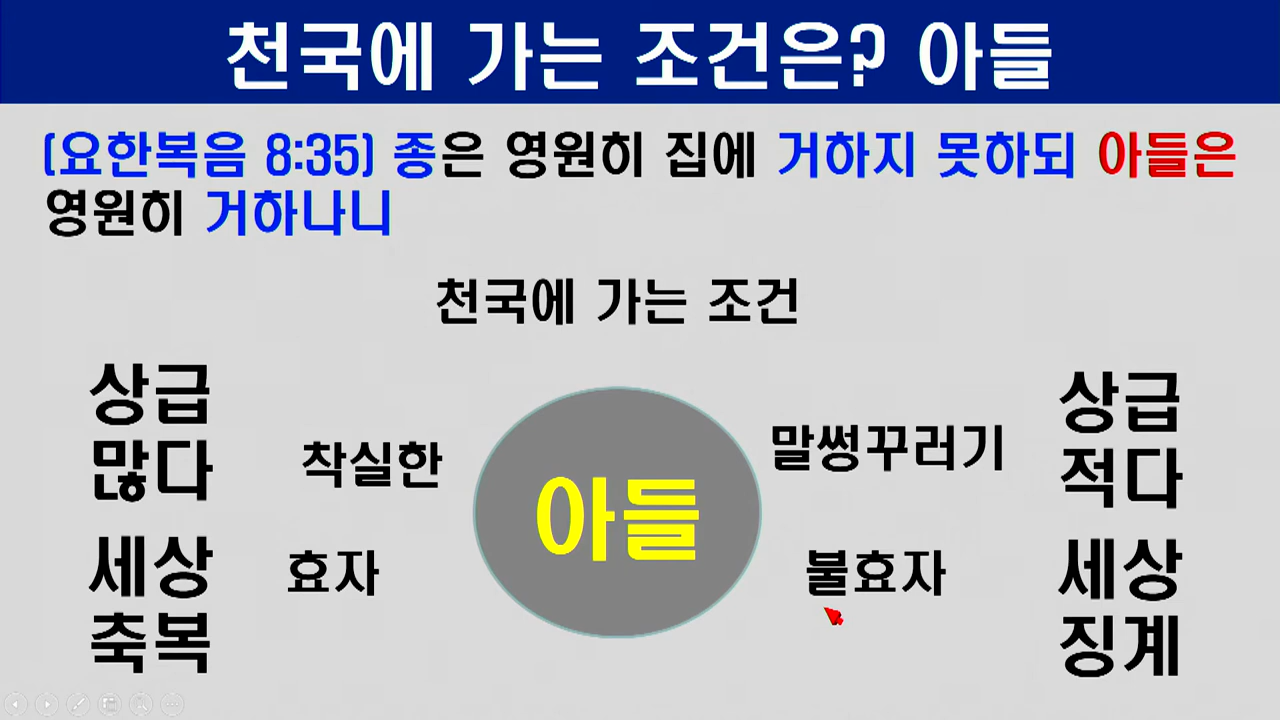 천국에 가는 조건은? 아들
(요한복음 8:35) 종은 영원히 집에 거하지 못하되 아들은
영원히 거하나니
천국에 가는 조건
상급
많다
세상
축복
착실한
효자
아들
말썽꾸러기
불효자
상급
적다
세상
징계